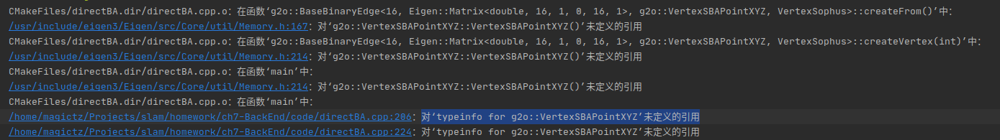 CMakeFiles/directBA.dir/directBA.cpp.o：在函数‘g2o::BaseBinaryEdge<16, Eigen::Matrix<double, 16, 1, 0, 16, 1>, g2o::VertexSBAPointXYZ, VertexSophus>::createFrom()’中：
/usr/include/eigen3/Eigen/src/Core/util/Memory.h:167：对‘g2o::VertexSBAPointXYZ::VertexSBAPointXYZ()’未定义的引用
CMakeFiles/directBA.dir/directBA.cpp.o：在函数‘g2o::BaseBinaryEdge<16, Eigen::Matrix<double, 16, 1, 0, 16, 1>, g2o::VertexSBAPointXYZ, VertexSophus>::createVertex(int)’中：
/usr/include/eigen3/Eigen/src/Core/util/Memory.h:214：对‘g2o::VertexSBAPointXYZ::VertexSBAPointXYZ()’未定义的引用
CMakeFiles/directBA.dir/directBA.cpp.o：在函数‘main’中：
/usr/include/eigen3/Eigen/src/Core/util/Memory.h:214：对‘g2o::VertexSBAPointXYZ::VertexSBAPointXYZ()’未定义的引用
CMakeFiles/directBA.dir/directBA.cpp.o：在函数‘main’中：
/home/magictz/Projects/slam/homework/ch7-BackEnd/code/directBA.cpp:206：对‘typeinfo for g2o::VertexSBAPointXYZ’未定义的引用
/home/magictz/Projects/slam/homework/ch7-BackEnd/code/directBA.cpp:224：对‘typeinfo for g2o::VertexSBAPointXYZ’未定义的引用